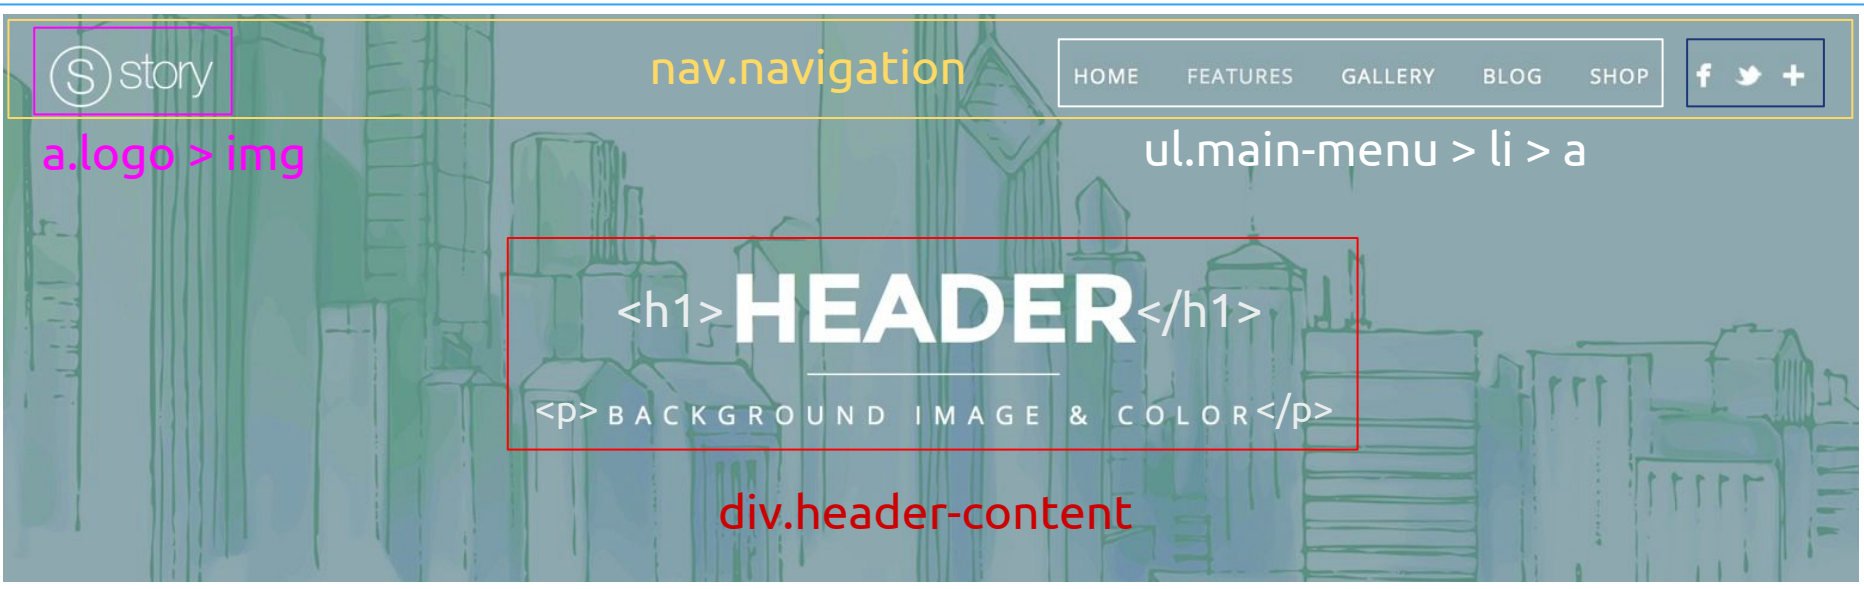 S story
nav.navigation
HOME FEATURES GALLERY BLOG SHOP f +
a.logo > img
ul.main-menu > li > a
<h1>HEADER</h1>
<p>BACKGROUND IMAGE & COLOR</p>
div.header-content